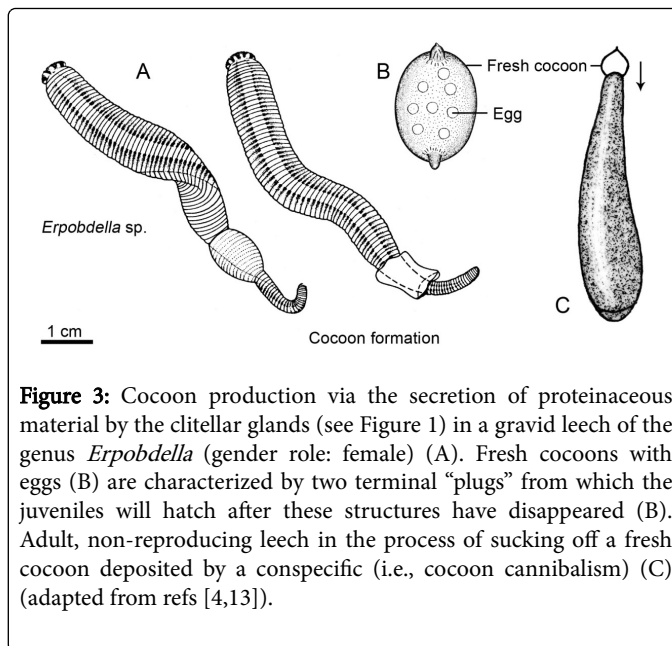 A
B
Fresh cocoon
Egg
Erpobdella sp.
C
1 cm
Cocoon formation
Figure 3: Cocoon production via the secretion of proteinaceous
material by the clitellar glands (see Figure 1) in a gravid leech of the
genus Erpobdella (gender role: female) (A). Fresh cocoons with
eggs (B) are characterized by two terminal “plugs” from which the
juveniles will hatch after these structures have disappeared (B).
Adult, non-reproducing leech in the process of sucking off a fresh
cocoon deposited by a conspecific (i.e., cocoon cannibalism) (C)
(adapted from refs [4,13]).